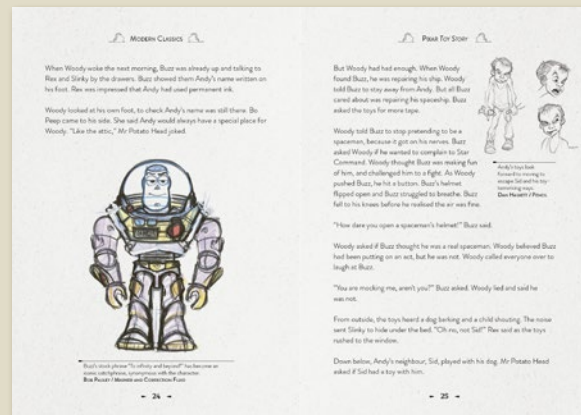 Modern Classics
When Woody woke the next morning, Buzz was already up and talking to
Rex and Slinky by the drawers. Buzz showed them Andy's name written on
his foot. Rex was impressed that Andy had used permanent ink.
Woody looked at his own foot, to check Andy's name was still there. Bo
Peep came to his side. She said Andy would always have a special place for
Woody. "Like the attic," Mr Potato Head joked.
Buzz's stock phrase "To infinity and beyond!" has become an
iconic catchphrase, synonymous with the character.
Bob Pauley / Marker and Correction Fluid
24
Pixar Toy Story
But Woody had had enough. When Woody
found Buzz, he was repairing his ship. Woody
told Buzz to stay away from Andy. But all Buzz
cared about was repairing his spaceship. Buzz
asked the toys for more tape.
Woody told Buzz to stop pretending to be a
spaceman, because it got on his nerves. Buzz
asked Woody if he wanted to complain to Star
Command. Woody thought Buzz was making fun
of him, and challenged him to a fight. As Woody
pushed Buzz, he hit a button. Buzz's helmet
flipped open and Buzz struggled to breathe. Buzz
fell to his knees before he realised the air was fine.
Andy's toys look
forward to moving to
escape Sid and his toy-
tormenting ways.
/ Pencil
"How dare you open a spaceman's helmet!" Buzz said.
Woody asked if Buzz thought he was a real spaceman. Woody believed Buzz
had been putting on an act, but he was not. Woody called everyone over to
laugh at Buzz.
"You are mocking me, aren't you?" Buzz asked. Woody lied and said he
was not.
From outside, the toys heard a dog barking and a child shouting. The noise
sent Slinky to hide under the bed. "Oh no, not Sid!" Rex said as the toys
rushed to the window.
Down below, Andy's neighbour, Sid, played with his dog. Mr Potato Head
asked if Sid had a toy with him.
25